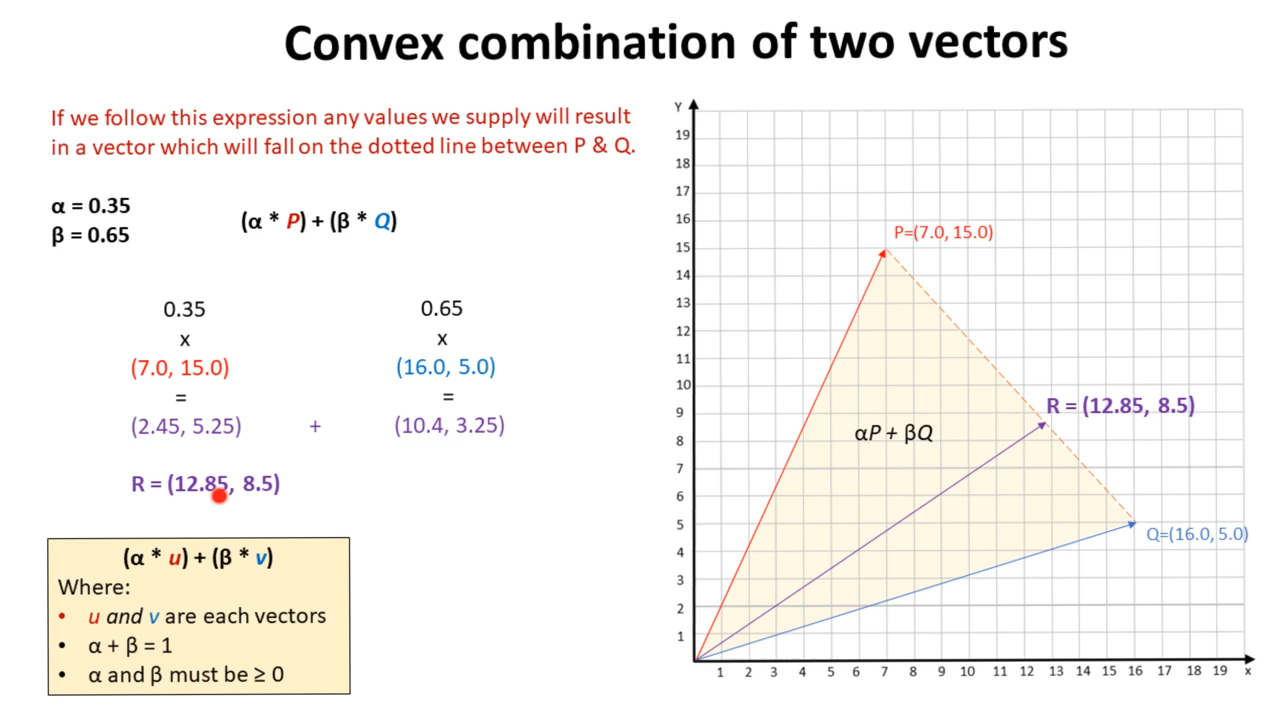 Convex combination of two vectors
If we follow this expression any values we supply will result
in a vector which will fall on the dotted line between P & Q.
α = 0.35
β = 0.65
(α * P) + (β * Q)
0.35
x
(7.0, 15.0)
=
(2.45, 5.25)
+
0.65
x
(16.0, 5.0)
=
(10.4, 3.25)
R = (12.85, 8.5)
(α * u) + (β * v)
Where:
• u and v are each vectors
• α + β = 1
• α and β must be ≥ 0
Y
19
18
17
16
15
14
13
12
11
10
9
8
7
6
5
4
3
2
1
P=(7.0, 15.0)
R = (12.85, 8.5)
αP + βQ
Q=(16.0, 5.0)
1 2 3 4 5 6 7 8 9 10 11 12 13 14 15 16 17 18 19 x